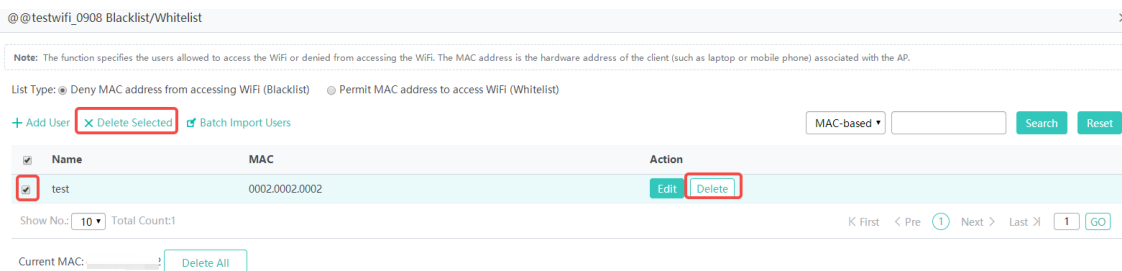 @@testwifi_0908 Blacklist/Whitelist
Note: The function specifies the users allowed to access the WiFi or denied from accessing the WiFi. The MAC address is the hardware address of the client (such as laptop or mobile phone) associated with the AP.
List Type: Deny MAC address from accessing WiFi (Blacklist) Permit MAC address to access WiFi (Whitelist)
+ Add User X Delete Selected Batch Import Users MAC-based Search Reset
Name MAC Action
test 0002.0002.0002 Edit Delete
Show No.: 10 Total Count:1 K First < Pre 1 Next > Last 1 GO
Current MAC: Delete All